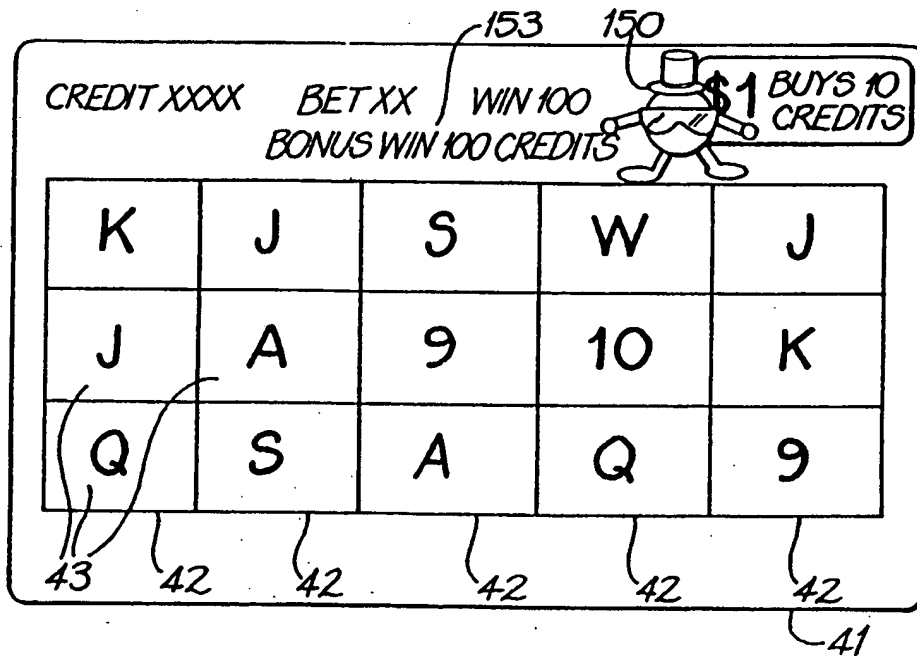 153 150
CREDIT XXXX BET XX WIN 100 $1 BUYS 10
BONUS WIN 100 CREDITS CREDITS
K J S W J
J A 9 10 K
Q S A Q 9
43 42 42 42 42 42
41